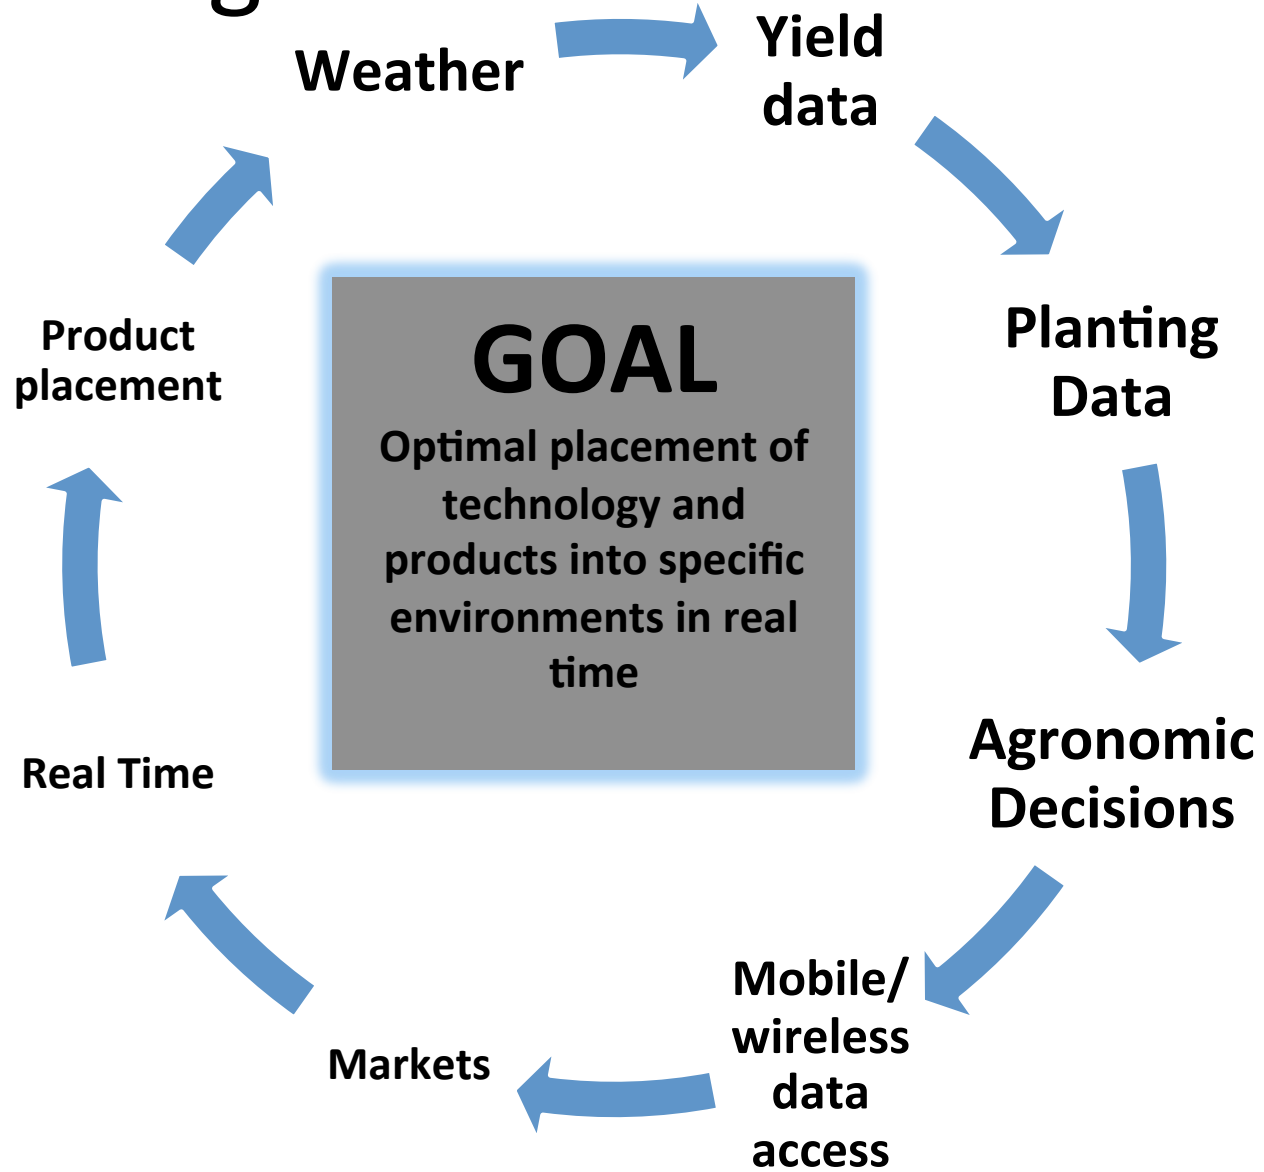 Weather
Yield
data
Planting
Data
Agronomic
Decisions
Mobile/
wireless
data
access
Markets
Real Time
Product
placement
GOAL
Optimal placement of
technology and
products into specific
environments in real
time